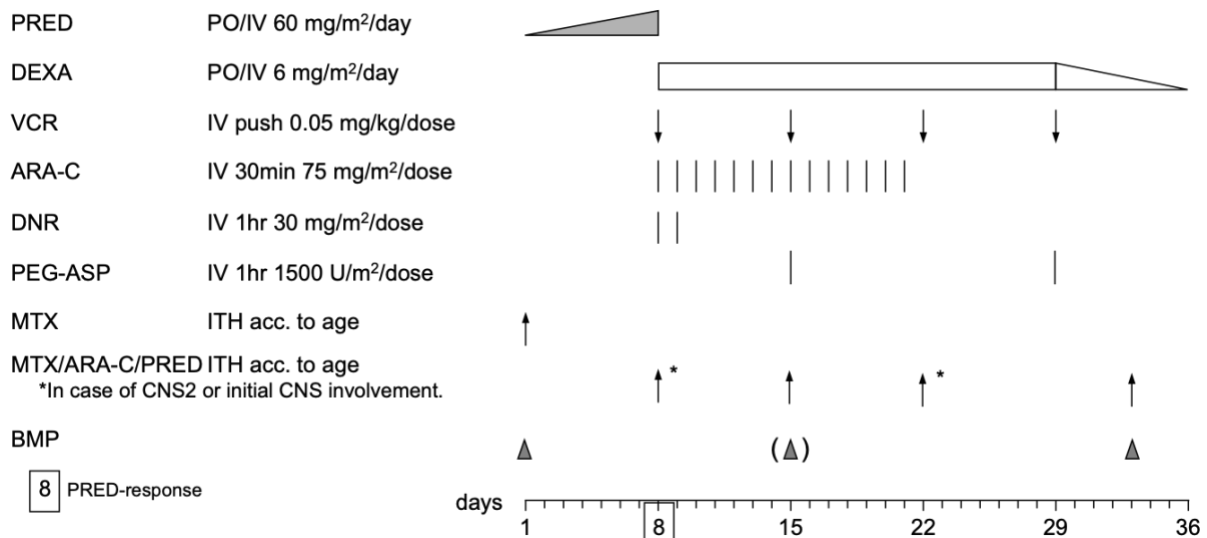 PRED PO/IV 60 mg/m²/day
DEXA PO/IV 6 mg/m²/day
VCR IV push 0.05 mg/kg/dose
ARA-C IV 30min 75 mg/m²/dose
DNR IV 1hr 30 mg/m²/dose
PEG-ASP IV 1hr 1500 U/m²/dose
MTX ITH acc. to age
MTX/ARA-C/PRED ITH acc. to age * *
*In case of CNS2 or initial CNS involvement.
BMP ( )
8 PRED-response
days
1 8 15 22 29 36